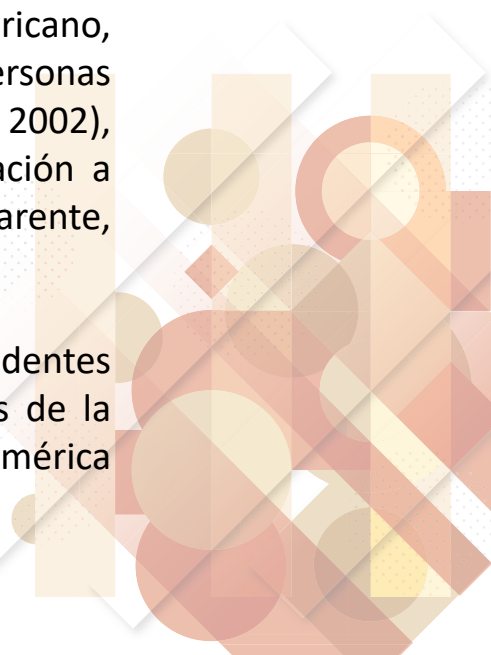 ricano,
ersonas
2002),
ación a
arente,
dentes
s de la
mérica